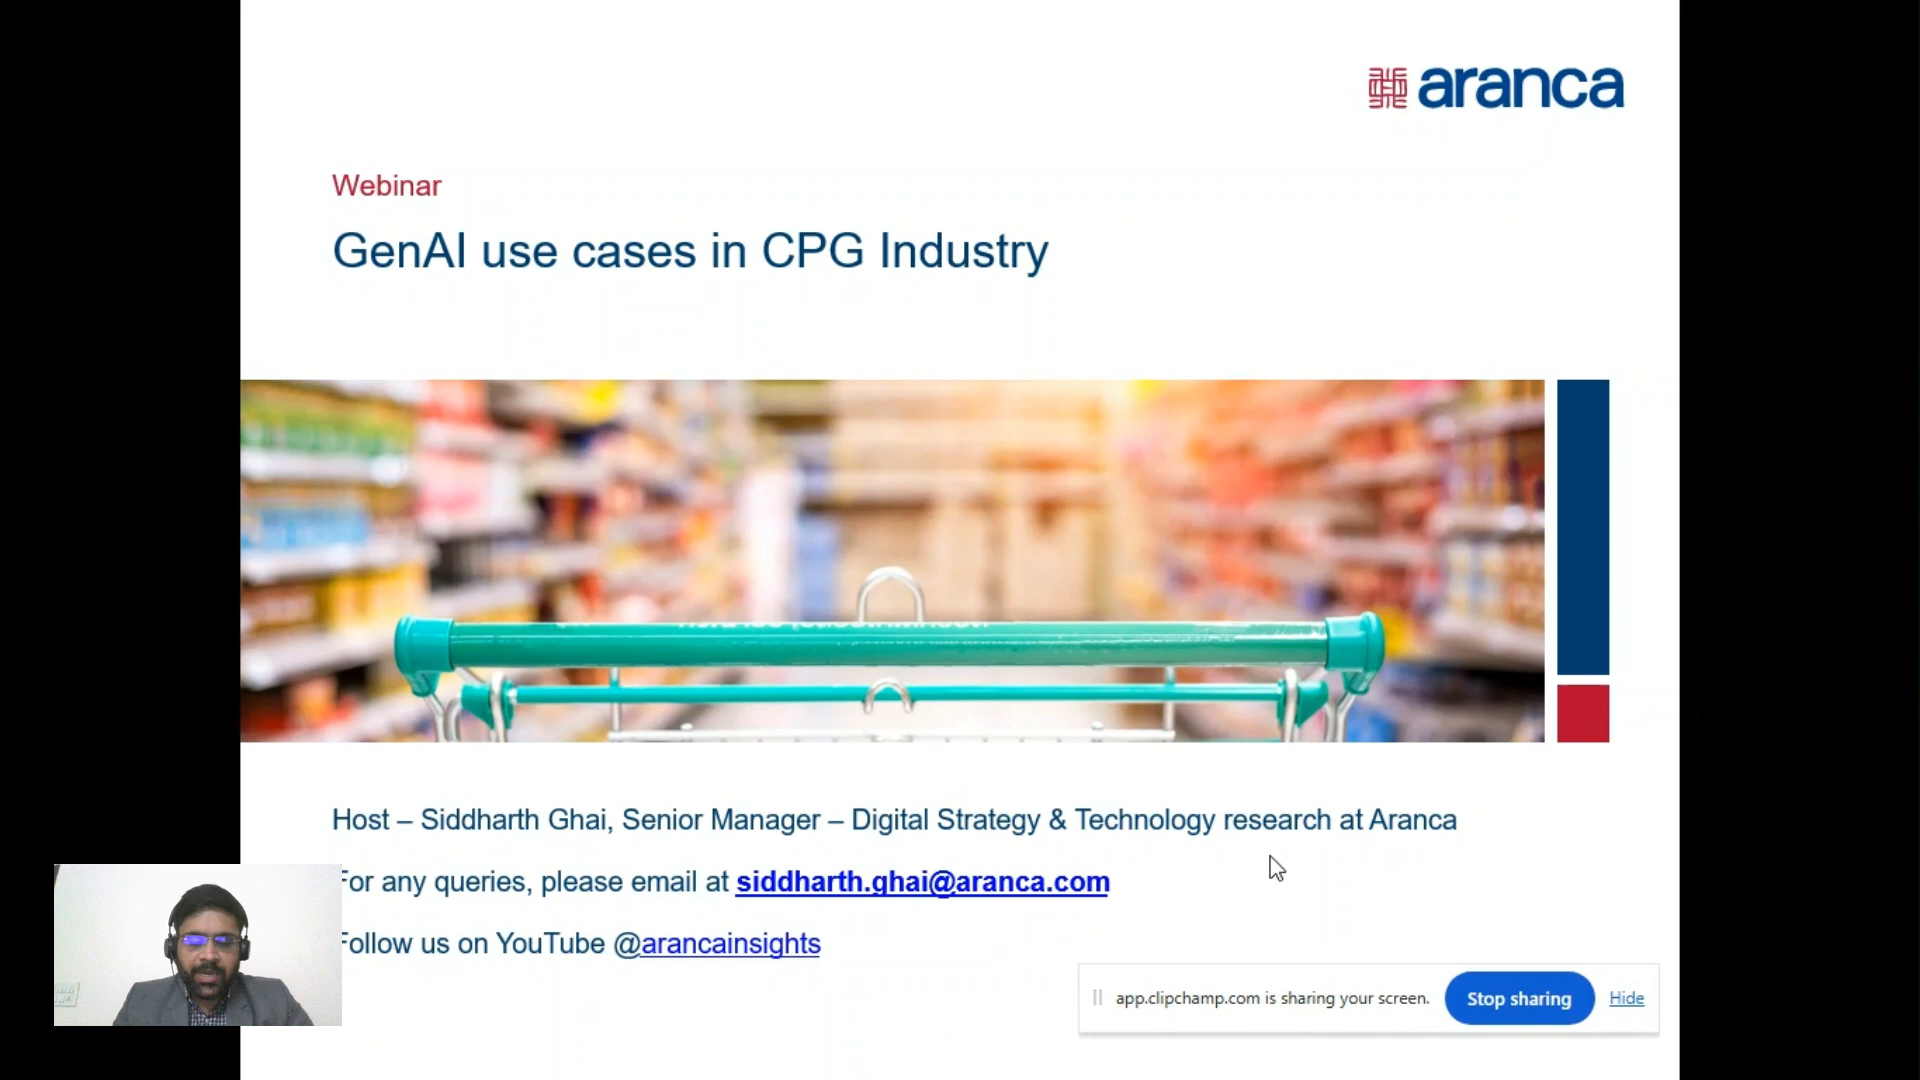 aranca
Webinar
GenAI use cases in CPG Industry
Host – Siddharth Ghai, Senior Manager – Digital Strategy & Technology research at Aranca
For any queries, please email at siddharth.ghai@aranca.com
Follow us on YouTube @arancainsights
app.clipchamp.com is sharing your screen. Stop sharing Hide